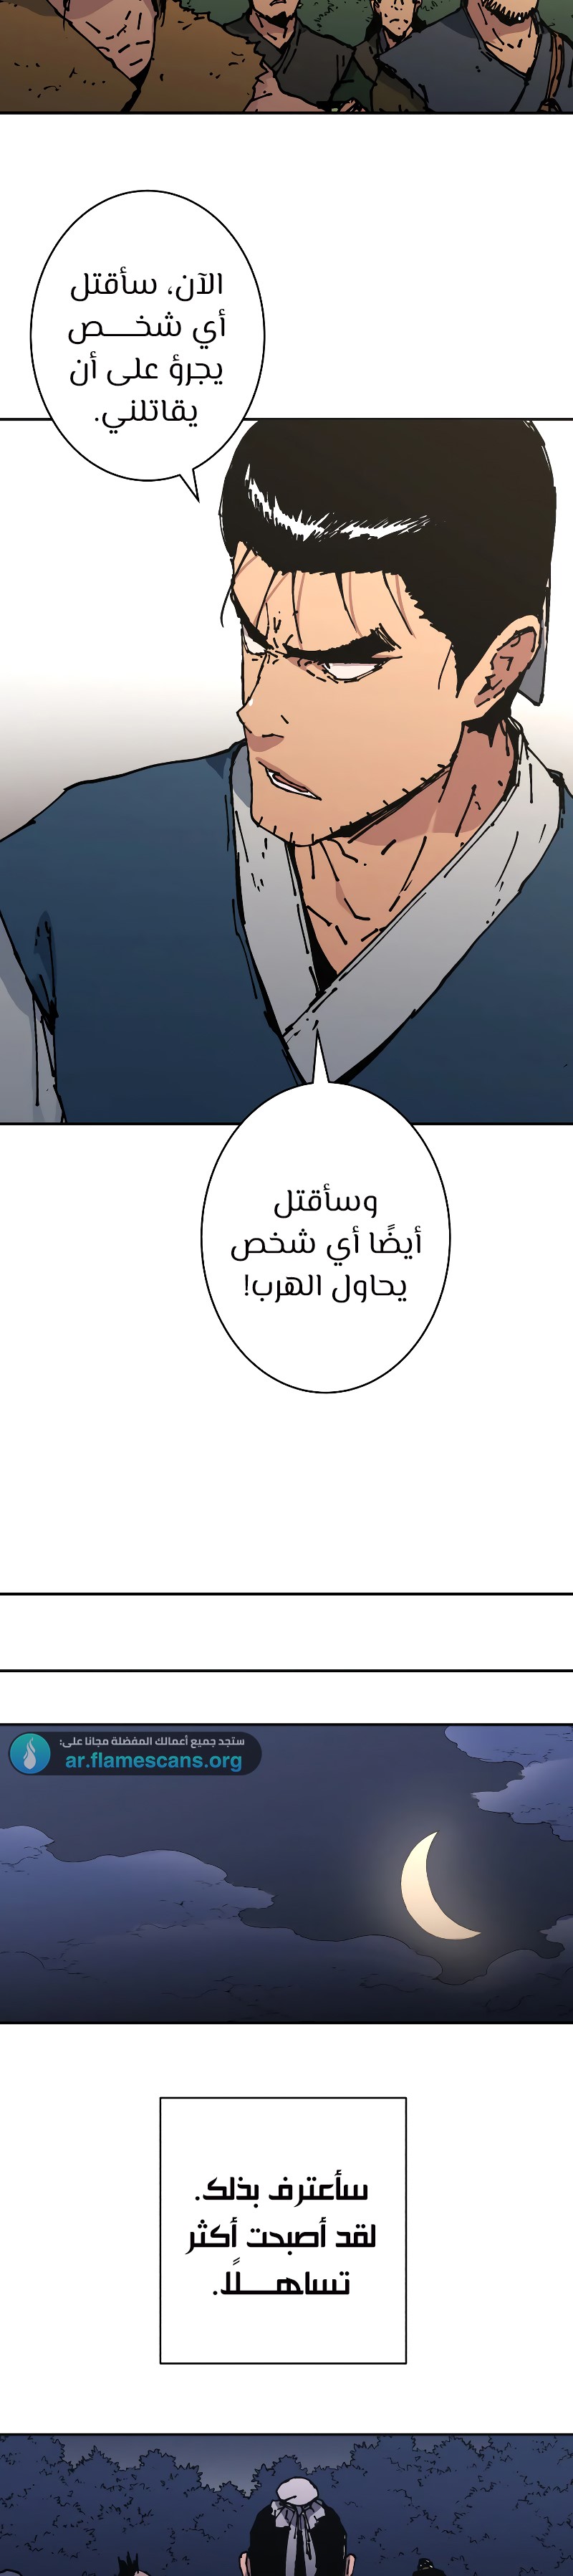 الآن، سأقتل
أي شخـــص
يجرؤ على أن
يقاتلني.
وسأقتل
أيضًا أي شخص
يحاول الهرب!
ستجد جميع أعمالك المفضلة مجانا على:
ar.flamescans.org
سأعترف بذلك.
لقد أصبحت أكثر
تساهـــلًا.